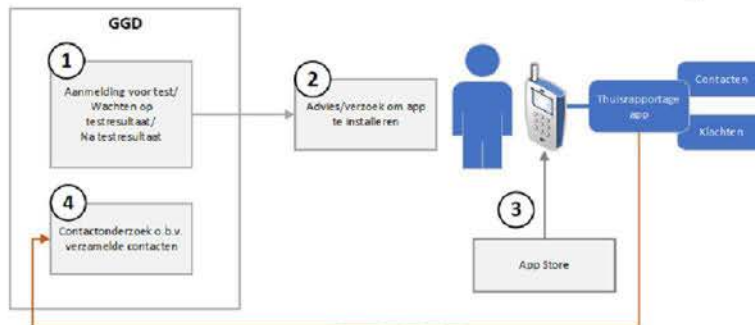 GGD
1
Aanmelding voor test/
Wachten op
testresultaat/
Na testresultaat
2
Advies/verzoek om app
te installeren
Thuisrapportage
app
Contacten
Klachten
4
Contactonderzoek o.b.v.
verzamelde contacten
3
App Store